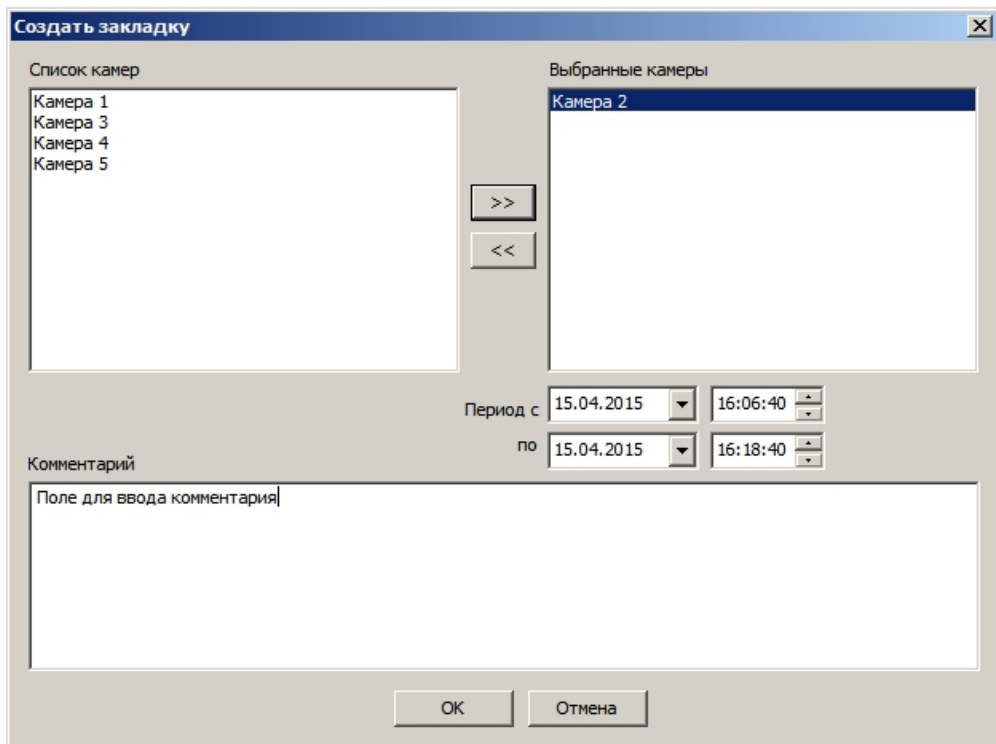 Создать закладку
Список камер
Выбранные камеры
Камера 1
Камера 3
Камера 4
Камера 5
Камера 2
>>
<<
Период с 15.04.2015 16:06:40
по 15.04.2015 16:18:40
Комментарий
Поле для ввода комментария
OK
Отмена